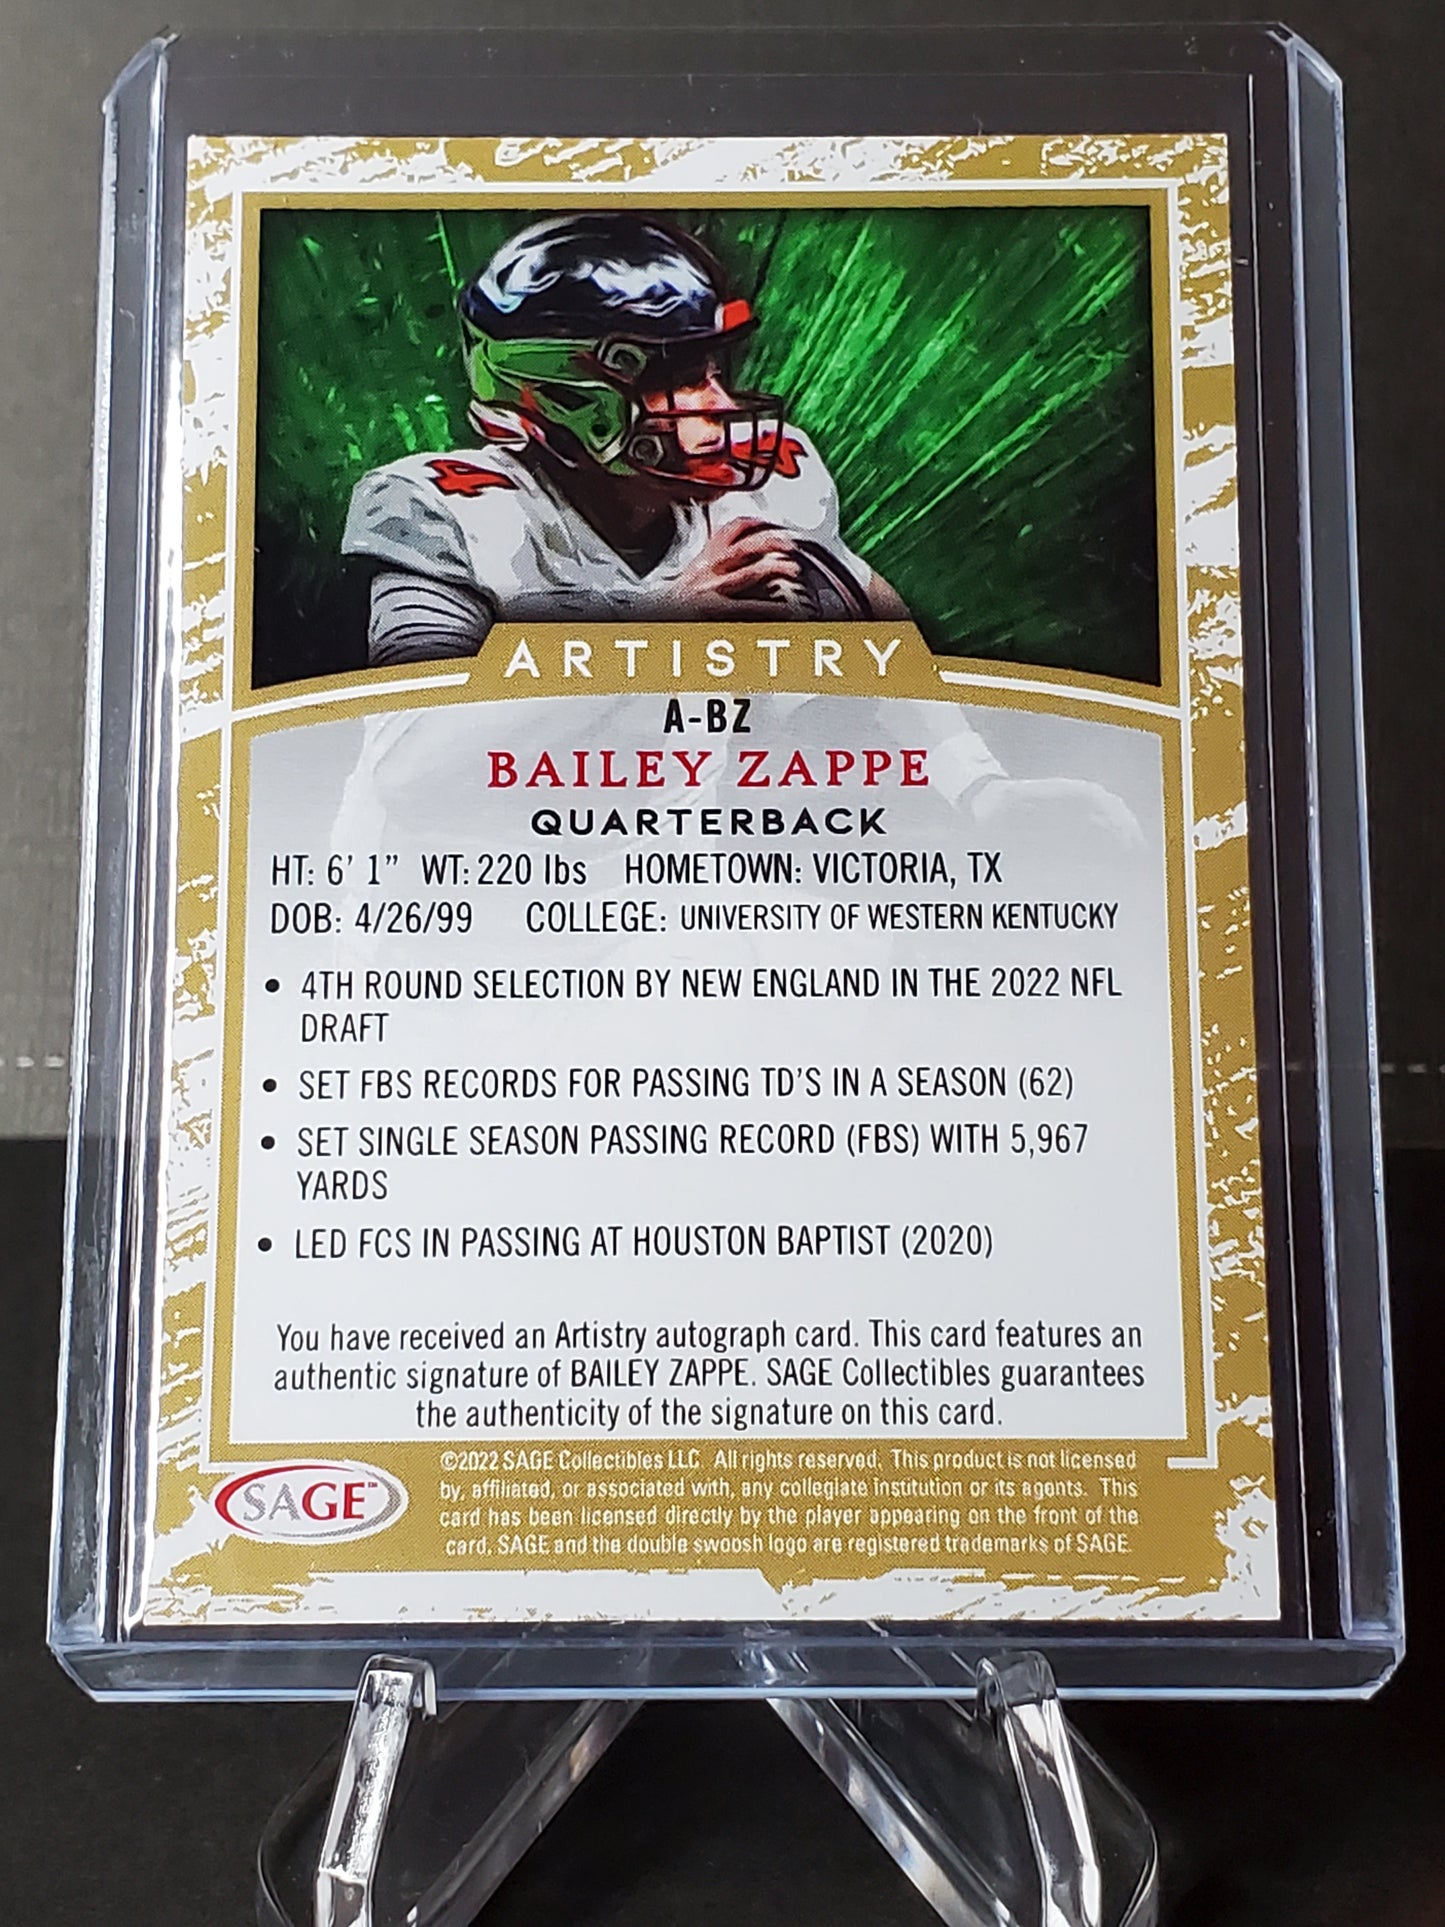 4
ARTISTRY
A-BZ
BAILEY ZAPPE
QUARTERBACK
HT: 6' 1" WT: 220 lbs HOMETOWN: VICTORIA, TX
DOB: 4/26/99 COLLEGE: UNIVERSITY OF WESTERN KENTUCKY
• 4TH ROUND SELECTION BY NEW ENGLAND IN THE 2022 NFL
DRAFT
• SET FBS RECORDS FOR PASSING TD'S IN A SEASON (62)
• SET SINGLE SEASON PASSING RECORD (FBS) WITH 5,967
YARDS
• LED FCS IN PASSING AT HOUSTON BAPTIST (2020)
You have received an Artistry autograph card. This card features an
authentic signature of BAILEY ZAPPE. SAGE Collectibles guarantees
the authenticity of the signature on this card.
SAGE™
©2022 SAGE Collectibles LLC. All rights reserved. This product is not licensed
by, affiliated, or associated with, any collegiate institution or its agents. This
card has been licensed directly by the player appearing on the front of the
card. SAGE and the double swoosh logo are registered trademarks of SAGE.